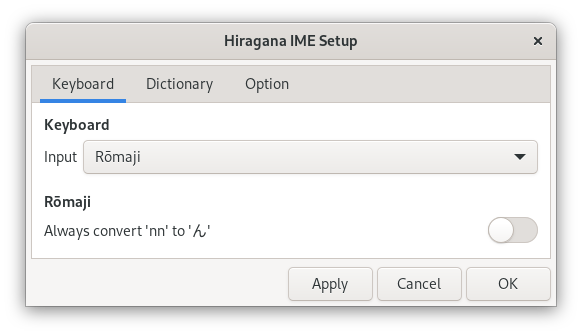 Hiragana IME Setup
Keyboard Dictionary Option
Keyboard
Input Rōmaji
Rōmaji
Always convert 'nn' to 'ん'
Apply Cancel OK